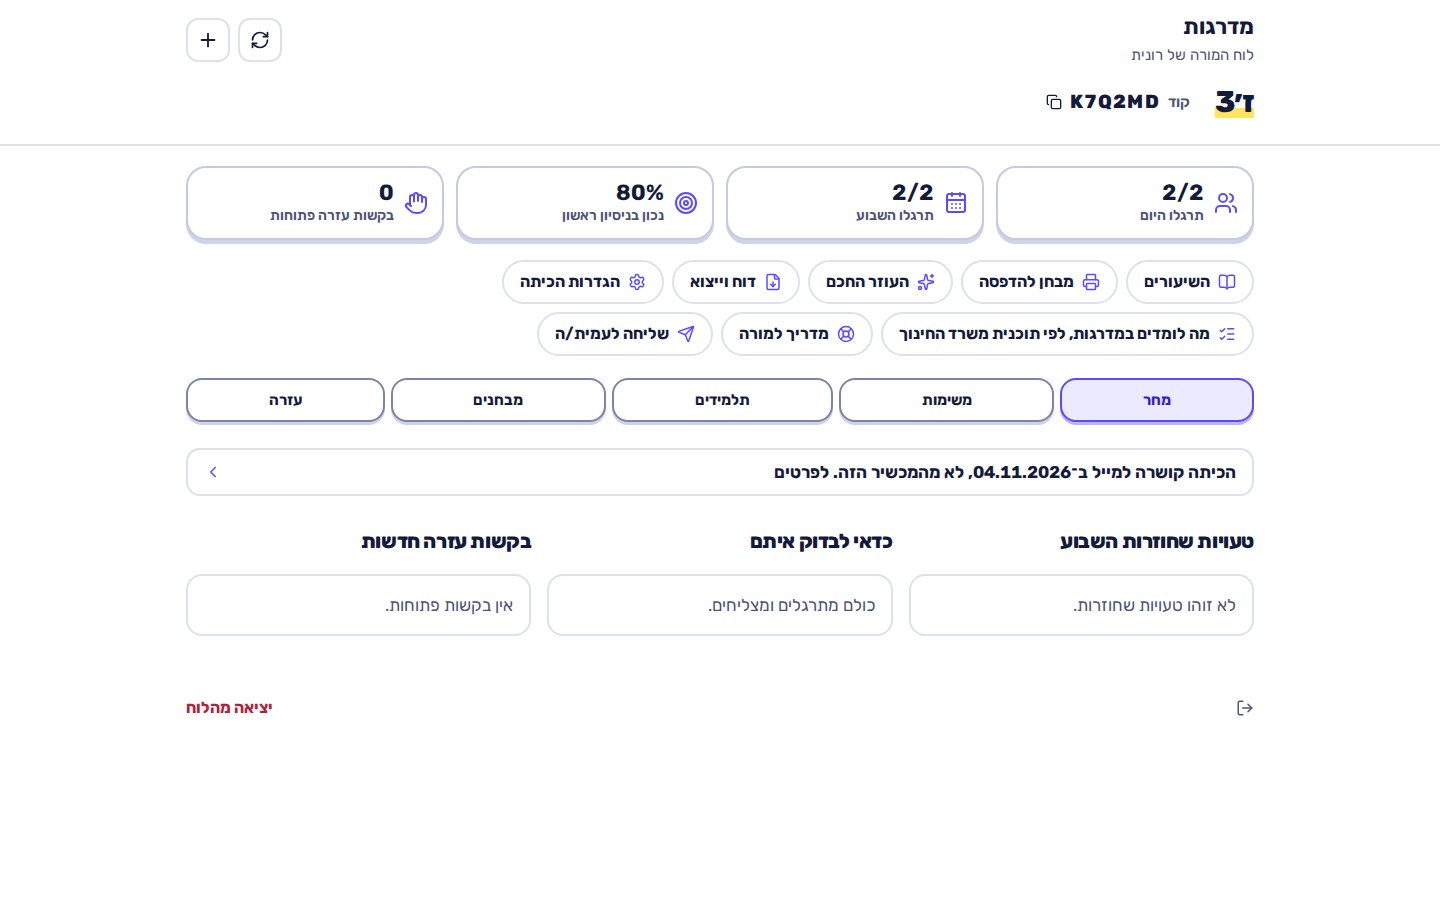 מדרגות
לוח המורה של רונית
ז׳3 קוד K7Q2MD
2/2
תרגלו היום
2/2
תרגלו השבוע
80%
נכון בניסיון ראשון
0
בקשות עזרה פתוחות
השיעורים
מבחן להדפסה
העוזר החכם
דוח וייצוא
הגדרות הכיתה
מה לומדים במדרגות, לפי תוכנית משרד החינוך
מדריך למורה
שליחה לעמית/ה
מחר
משימות
תלמידים
מבחנים
עזרה
הכיתה קושרה למייל ב־04.11.2026, לא מהמכשיר הזה. לפרטים
טעויות שחוזרות השבוע
לא זוהו טעויות שחוזרות.
כדאי לבדוק איתם
כולם מתרגלים ומצליחים.
בקשות עזרה חדשות
אין בקשות פתוחות.
יציאה מהלוח